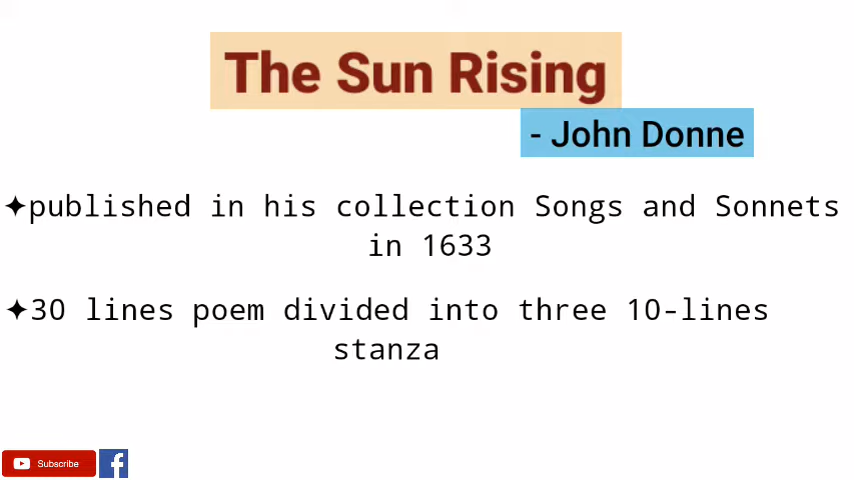 The Sun Rising
- John Donne
✦published in his collection Songs and Sonnets
in 1633
✦30 lines poem divided into three 10-lines
stanza
Subscribe
f